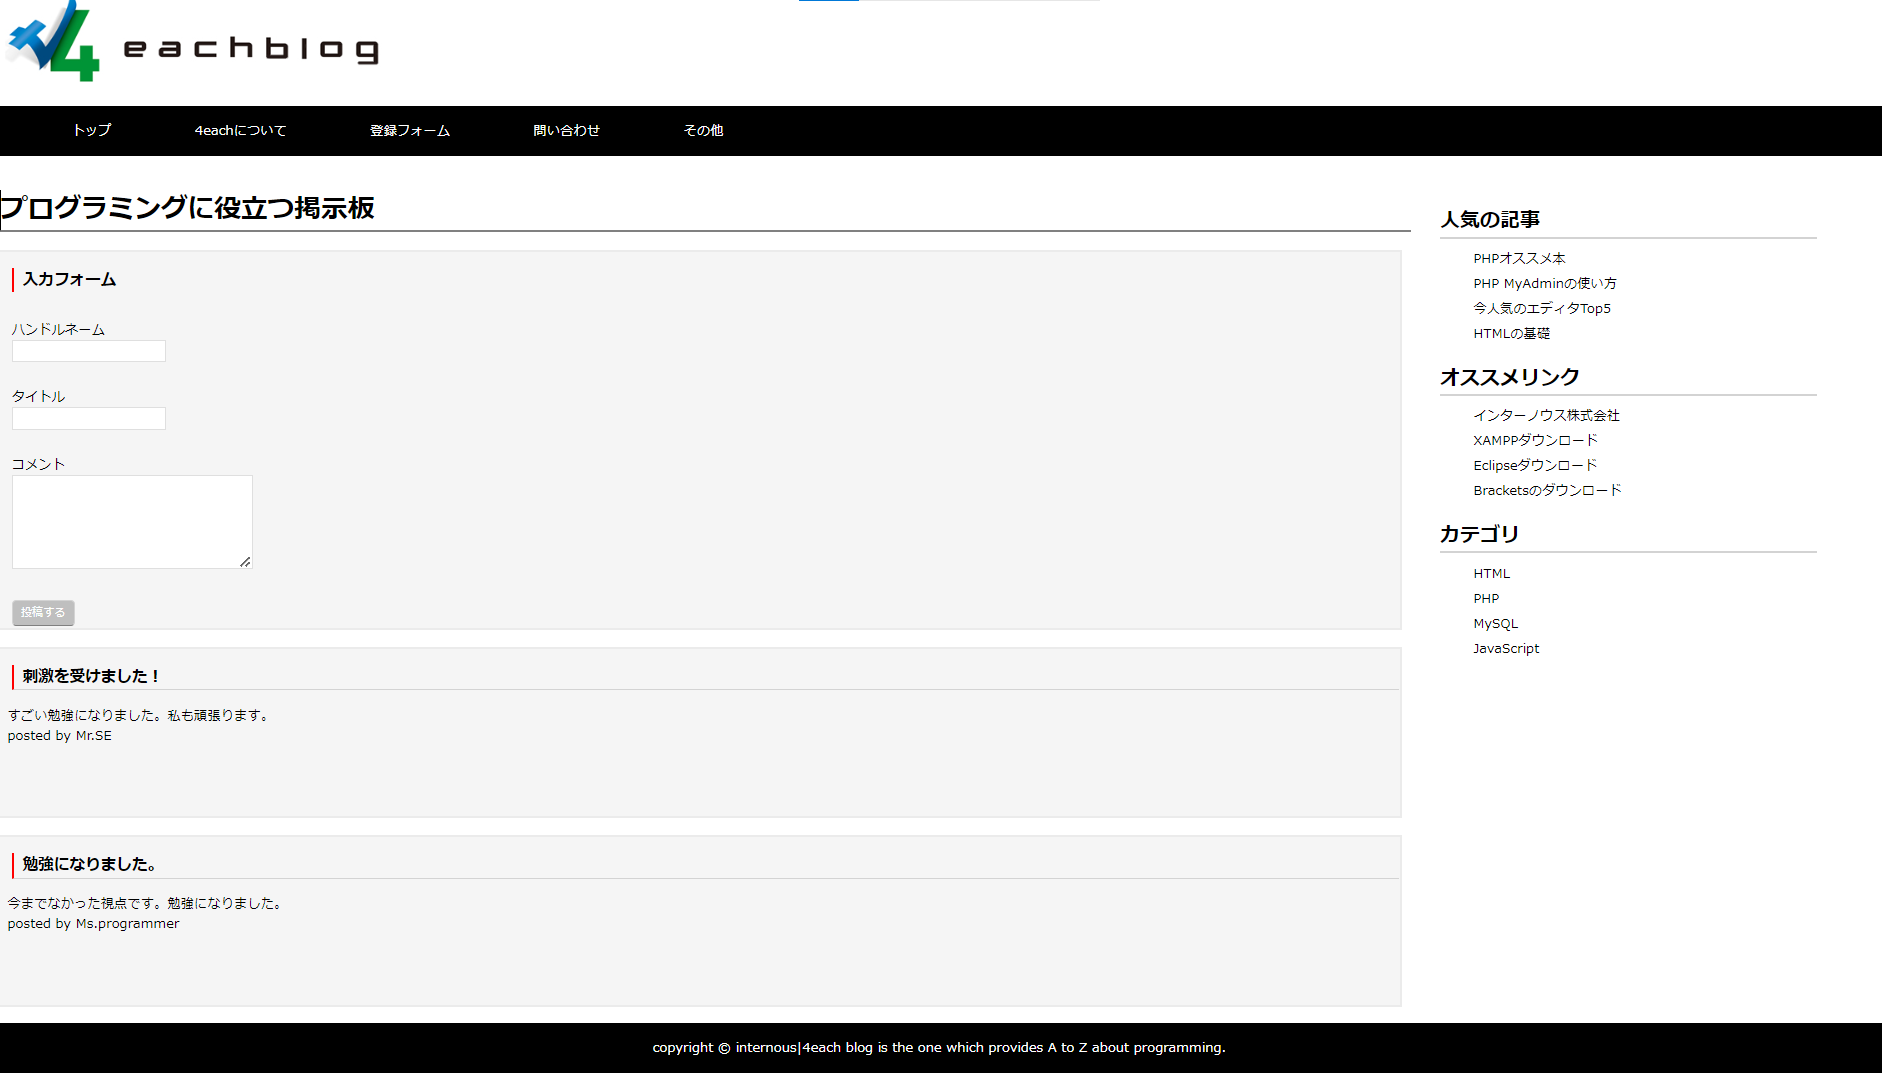 4 eachblog
トップ 4eachについて 登録フォーム 問い合わせ その他
プログラミングに役立つ掲示板
入力フォーム
ハンドルネーム
タイトル
コメント
投稿する
刺激を受けました！
すごい勉強になりました。私も頑張ります。
posted by Mr.SE
勉強になりました。
今までなかった視点です。勉強になりました。
posted by Ms.programmer
人気の記事
PHPオススメ本
PHP MyAdminの使い方
今人気のエディタTop5
HTMLの基礎
オススメリンク
インターノウス株式会社
XAMPPダウンロード
Eclipseダウンロード
Bracketsのダウンロード
カテゴリ
HTML
PHP
MySQL
JavaScript
copyright © internous|4each blog is the one which provides A to Z about programming.